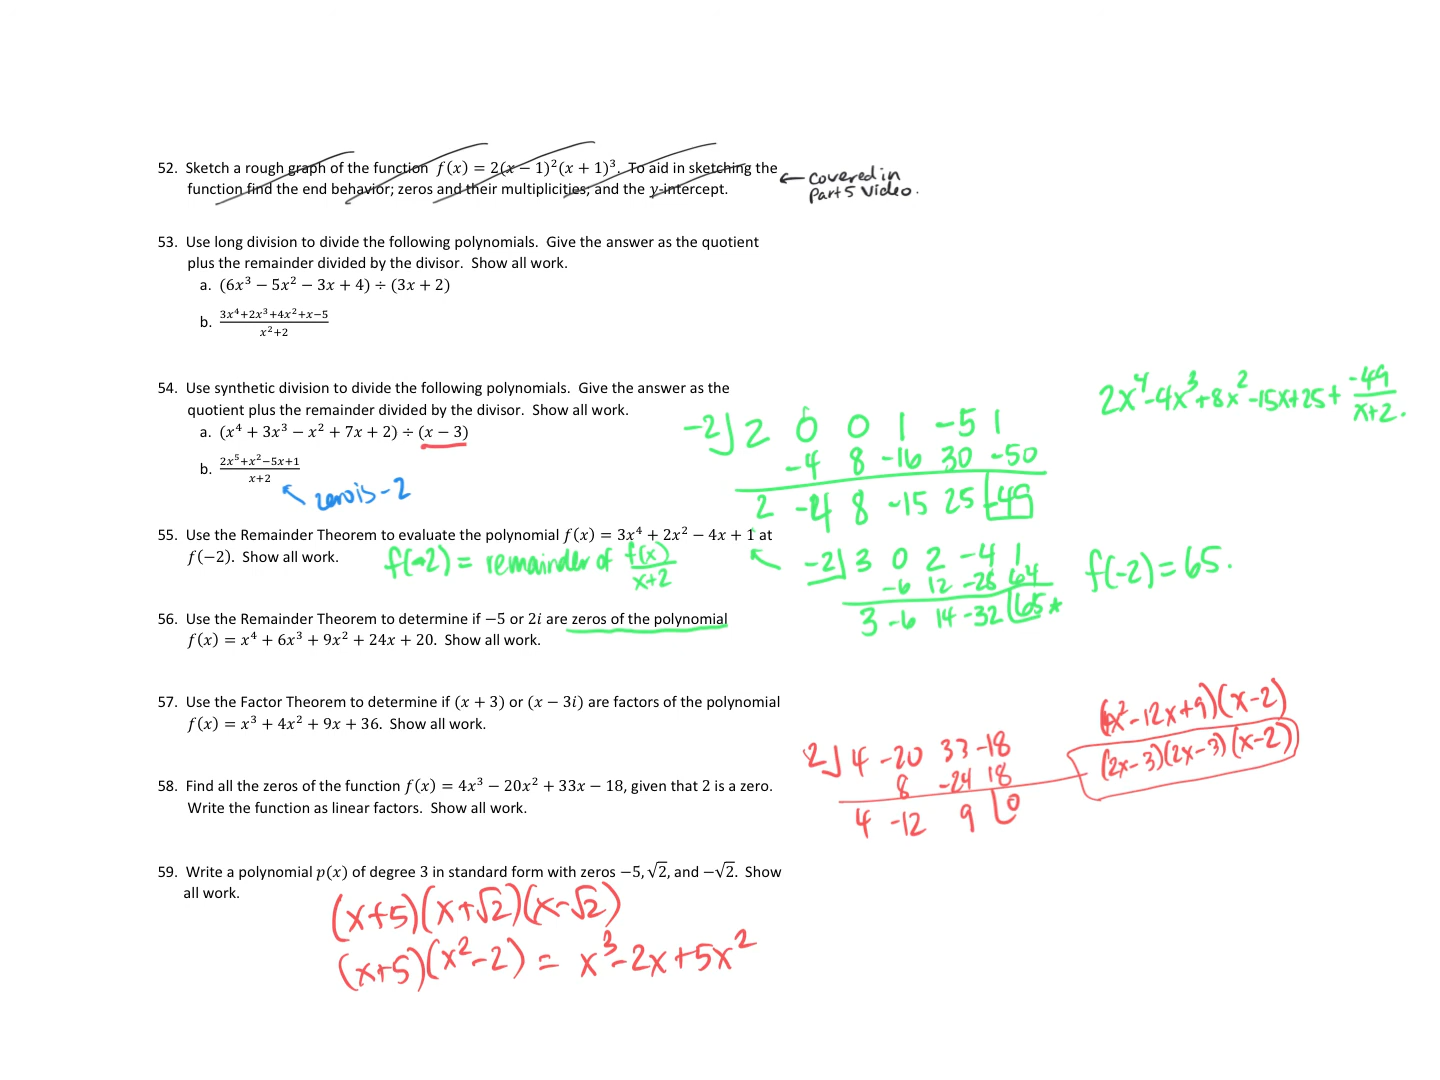 52. Sketch a rough graph of the function f(x) = 2(x − 1)²(x + 1)³. To aid in sketching the
function find the end behavior; zeros and their multiplicities; and the y-intercept.
← covered in
Part 5 Video.
53. Use long division to divide the following polynomials. Give the answer as the quotient
plus the remainder divided by the divisor. Show all work.
a. (6x³ − 5x² − 3x + 4) ÷ (3x + 2)
b. (3x⁴+2x³+4x²+x−5)/(x²+2)
54. Use synthetic division to divide the following polynomials. Give the answer as the
quotient plus the remainder divided by the divisor. Show all work.
a. (x⁴ + 3x³ − x² + 7x + 2) ÷ (x − 3)
b. (2x⁵+x²−5x+1)/(x+2)
zero is -2
-2 2 0 0 1 -5 1
-4 8 -16 30 -50
2 -4 8 -15 25 -49
2x⁴-4x³+8x²-15x+25+ -49/(x+2).
55. Use the Remainder Theorem to evaluate the polynomial f(x) = 3x⁴ + 2x² − 4x + 1 at
f(−2). Show all work.
f(-2) = remainder of f(x)/(x+2)
-2 3 0 2 -4 1
-6 12 -28 64
3 -6 14 -32 65 *
f(-2) = 65.
56. Use the Remainder Theorem to determine if −5 or 2i are zeros of the polynomial
f(x) = x⁴ + 6x³ + 9x² + 24x + 20. Show all work.
57. Use the Factor Theorem to determine if (x + 3) or (x − 3i) are factors of the polynomial
f(x) = x³ + 4x² + 9x + 36. Show all work.
58. Find all the zeros of the function f(x) = 4x³ − 20x² + 33x − 18, given that 2 is a zero.
Write the function as linear factors. Show all work.
2 4 -20 33 -18
8 -24 18
4 -12 9 0
(4x²-12x+9)(x-2)
(2x-3)(2x-3)(x-2)
59. Write a polynomial p(x) of degree 3 in standard form with zeros −5, √2, and −√2. Show
all work.
(x+5)(x+√2)(x-√2)
(x+5)(x²-2) = x³-2x+5x²